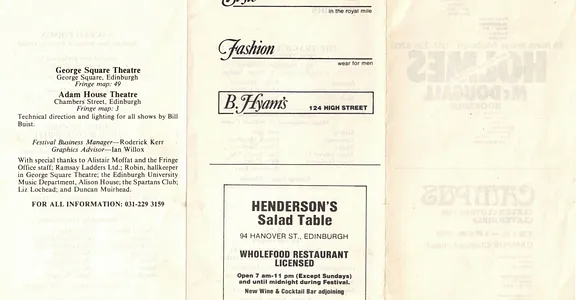 George Square Theatre
George Square, Edinburgh
Fringe map: 49
Adam House Theatre
Chambers Street, Edinburgh
Fringe map: 3
Technical direction and lighting for all shows by Bill
Buist.
Festival Business Manager—Roderick Kerr
Graphics Advisor—Ian Willox
With special thanks to Alistair Moffat and the Fringe
Office staff; Ramsay Ladders Ltd.; Robin, hallkeeper
in George Square Theatre; the Edinburgh University
Music Department, Alison House; the Spartans Club;
Liz Lochead; and Duncan Muirhead.
FOR ALL INFORMATION: 031-229 3159
in the royal mile
Fashion
wear for men
B. Hyam's 124 HIGH STREET
HENDERSON'S
Salad Table
94 HANOVER ST., EDINBURGH
WHOLEFOOD RESTAURANT
LICENSED
Open 7 am-11 pm (Except Sundays)
and until midnight during Festival.
New Wine & Cocktail Bar adjoining